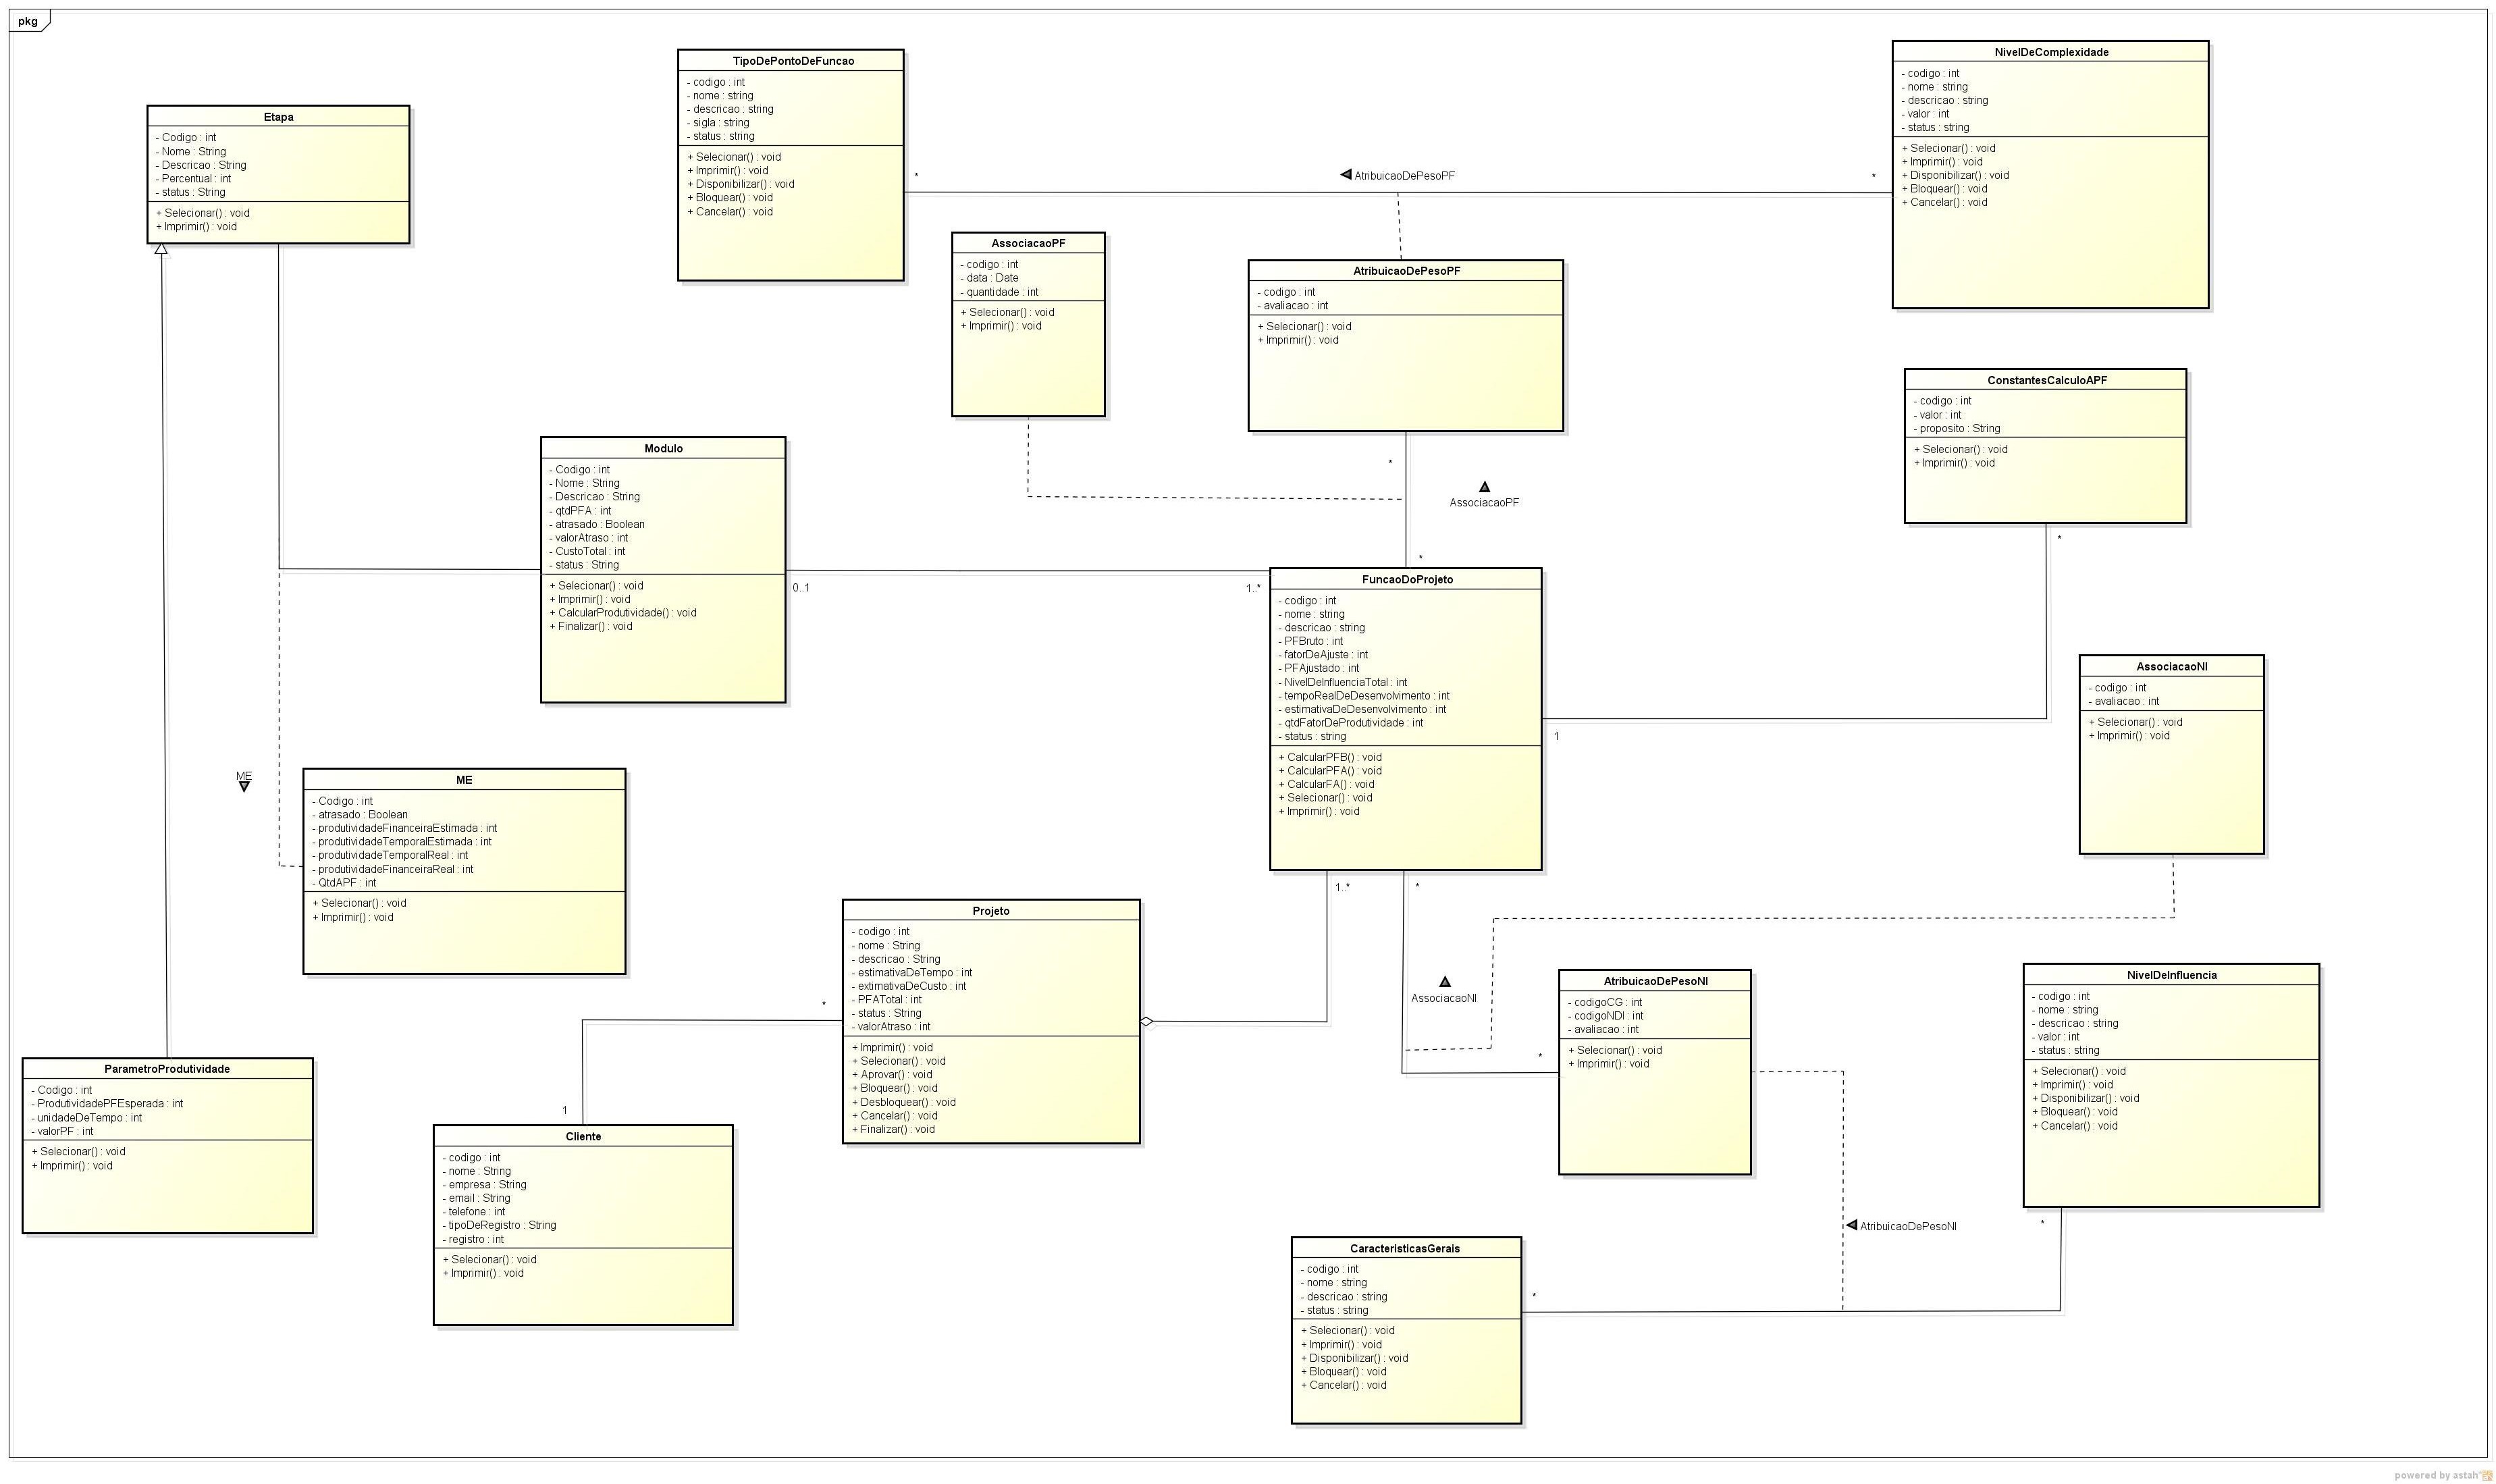 pkg
TipoDePontoDeFuncao
- codigo : int
- nome : string
- descricao : string
- sigla : string
- status : string
+ Selecionar() : void
+ Imprimir() : void
+ Disponibilizar() : void
+ Bloquear() : void
+ Cancelar() : void
*
AtribuicaoDePesoPF
*
NivelDeComplexidade
- codigo : int
- nome : string
- descricao : string
- valor : int
- status : string
+ Selecionar() : void
+ Imprimir() : void
+ Disponibilizar() : void
+ Bloquear() : void
+ Cancelar() : void
Etapa
- Codigo : int
- Nome : String
- Descricao : String
- Percentual : int
- status : String
+ Selecionar() : void
+ Imprimir() : void
AssociacaoPF
- codigo : int
- data : Date
- quantidade : int
+ Selecionar() : void
+ Imprimir() : void
AtribuicaoDePesoPF
- codigo : int
- avaliacao : int
+ Selecionar() : void
+ Imprimir() : void
*
AssociacaoPF
*
ConstantesCalculoAPF
- codigo : int
- valor : int
- proposito : String
+ Selecionar() : void
+ Imprimir() : void
*
Modulo
- Codigo : int
- Nome : String
- Descricao : String
- qtdPFA : int
- atrasado : Boolean
- valorAtraso : int
- CustoTotal : int
- status : String
+ Selecionar() : void
+ Imprimir() : void
+ CalcularProdutividade() : void
+ Finalizar() : void
0..1
1..*
FuncaoDoProjeto
- codigo : int
- nome : string
- descricao : string
- PFBruto : int
- fatorDeAjuste : int
- PFAjustado : int
- NivelDeInfluenciaTotal : int
- tempoRealDeDesenvolvimento : int
- estimativaDeDesenvolvimento : int
- qtdFatorDeProdutividade : int
- status : string
+ CalcularPFB() : void
+ CalcularPFA() : void
+ CalcularFA() : void
+ Selecionar() : void
+ Imprimir() : void
1
1..*
*
AssociacaoNI
- codigo : int
- avaliacao : int
+ Selecionar() : void
+ Imprimir() : void
ME
ME
- Codigo : int
- atrasado : Boolean
- produtividadeFinanceiraEstimada : int
- produtividadeTemporalEstimada : int
- produtividadeTemporalReal : int
- produtividadeFinanceiraReal : int
- QtdAPF : int
+ Selecionar() : void
+ Imprimir() : void
Projeto
- codigo : int
- nome : String
- descricao : String
- estimativaDeTempo : int
- extimativaDeCusto : int
- PFATotal : int
- status : String
- valorAtraso : int
+ Imprimir() : void
+ Selecionar() : void
+ Aprovar() : void
+ Bloquear() : void
+ Desbloquear() : void
+ Cancelar() : void
+ Finalizar() : void
*
1
AssociacaoNI
*
AtribuicaoDePesoNI
- codigoCG : int
- codigoNDI : int
- avaliacao : int
+ Selecionar() : void
+ Imprimir() : void
NivelDeInfluencia
- codigo : int
- nome : string
- descricao : string
- valor : int
- status : string
+ Selecionar() : void
+ Imprimir() : void
+ Disponibilizar() : void
+ Bloquear() : void
+ Cancelar() : void
*
AtribuicaoDePesoNI
ParametroProdutividade
- Codigo : int
- ProdutividadePFEsperada : int
- unidadeDeTempo : int
- valorPF : int
+ Selecionar() : void
+ Imprimir() : void
Cliente
- codigo : int
- nome : String
- empresa : String
- email : String
- telefone : int
- tipoDeRegistro : String
- registro : int
+ Selecionar() : void
+ Imprimir() : void
CaracteristicasGerais
- codigo : int
- nome : string
- descricao : string
- status : string
+ Selecionar() : void
+ Imprimir() : void
+ Disponibilizar() : void
+ Bloquear() : void
+ Cancelar() : void
*
powered by astah*